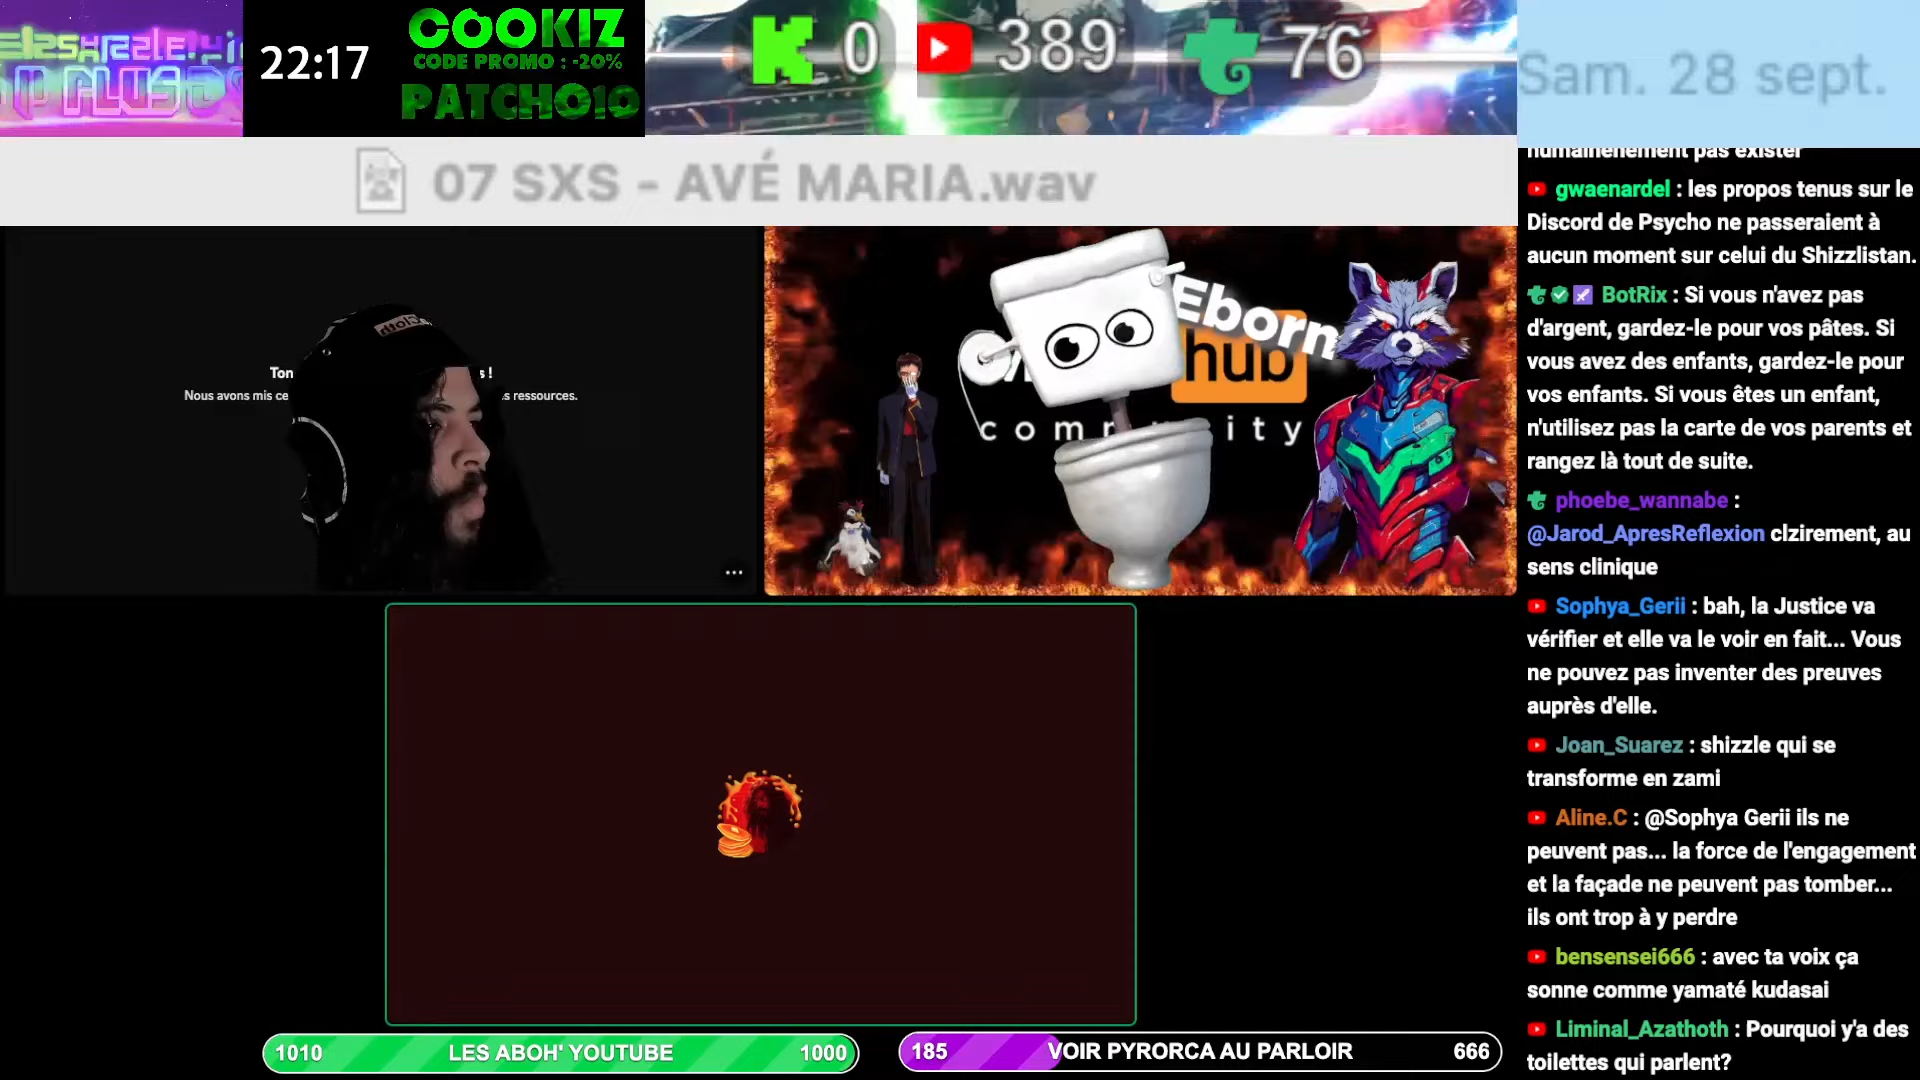 22:17
COOKIZ
CODE PROMO : -20%
PATCHO10
0
389
76
Sam. 28 sept.
07 SXS - AVÉ MARIA.wav
humainenement pas exister
gwaenardel : les propos tenus sur le
Discord de Psycho ne passeraient à
aucun moment sur celui du Shizzlistan.
BotRix : Si vous n'avez pas
d'argent, gardez-le pour vos pâtes. Si
vous avez des enfants, gardez-le pour
vos enfants. Si vous êtes un enfant,
n'utilisez pas la carte de vos parents et
rangez là tout de suite.
phoebe_wannabe :
@Jarod_ApresReflexion clzirement, au
sens clinique
Sophya_Gerii : bah, la Justice va
vérifier et elle va le voir en fait... Vous
ne pouvez pas inventer des preuves
auprès d'elle.
Joan_Suarez : shizzle qui se
transforme en zami
Aline.C : @Sophya Gerii ils ne
peuvent pas... la force de l'engagement
et la façade ne peuvent pas tomber...
ils ont trop à y perdre
bensensei666 : avec ta voix ça
sonne comme yamaté kudasai
Liminal_Azathoth : Pourquoi y'a des
toilettes qui parlent?
Nous avons mis ce
ressources.
Eborn
hub
1010 LES ABOH' YOUTUBE 1000
185 VOIR PYRORCA AU PARLOIR 666